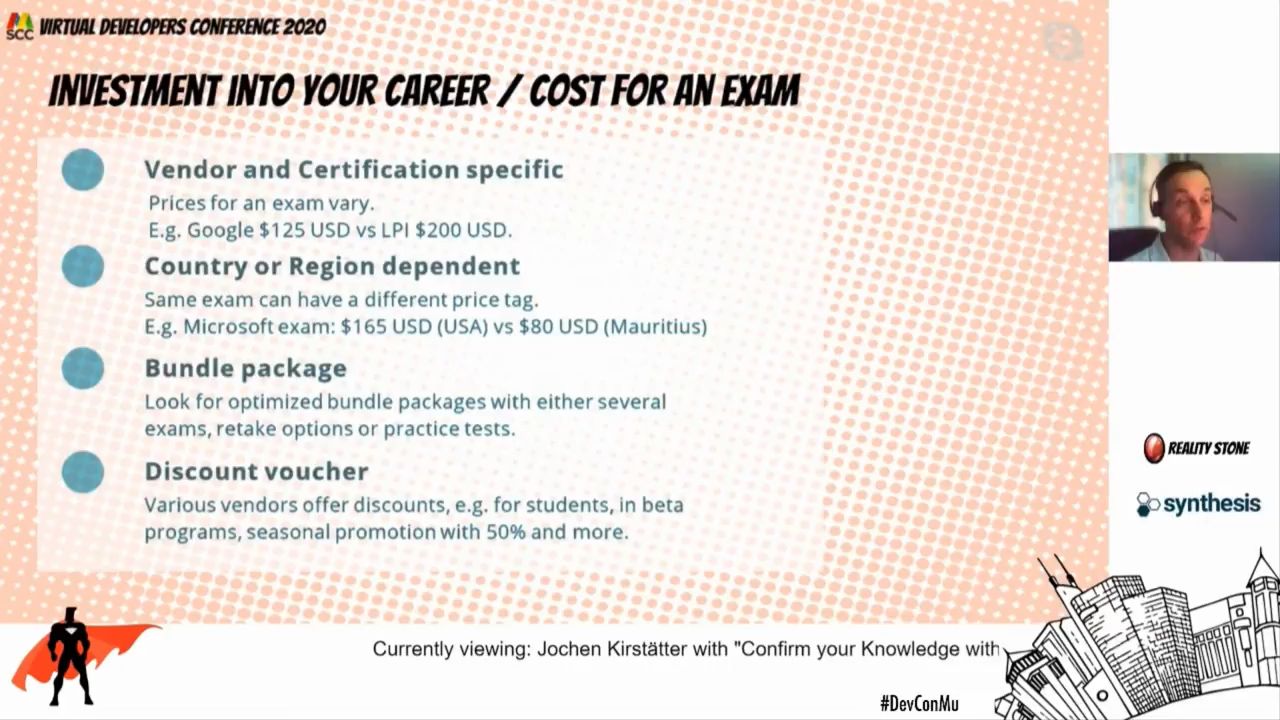 MSCC VIRTUAL DEVELOPERS CONFERENCE 2020
INVESTMENT INTO YOUR CAREER / COST FOR AN EXAM
Vendor and Certification specific
Prices for an exam vary.
E.g. Google $125 USD vs LPI $200 USD.
Country or Region dependent
Same exam can have a different price tag.
E.g. Microsoft exam: $165 USD (USA) vs $80 USD (Mauritius)
Bundle package
Look for optimized bundle packages with either several
exams, retake options or practice tests.
Discount voucher
Various vendors offer discounts, e.g. for students, in beta
programs, seasonal promotion with 50% and more.
REALITY STONE
synthesis
Currently viewing: Jochen Kirstätter with "Confirm your Knowledge with
#DevConMu